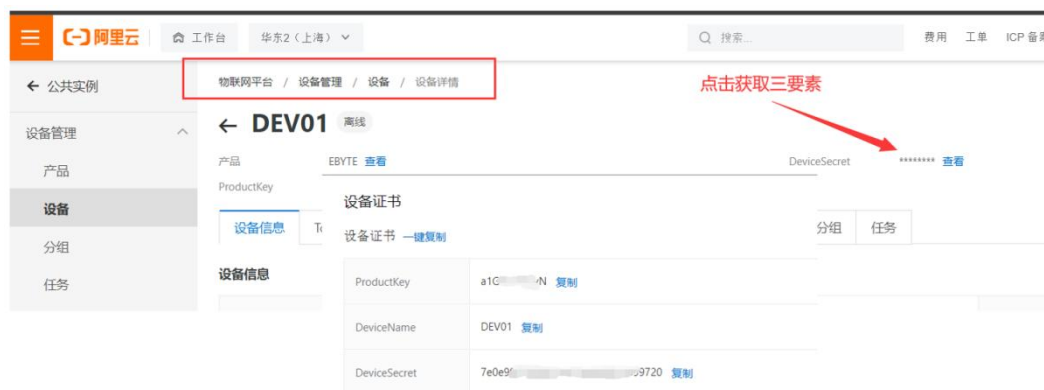 阿里云 工作台 华东2（上海） 搜索... 费用 工单 ICP
公共实例
物联网平台 / 设备管理 / 设备 / 设备详情
点击获取三要素
设备管理
DEV01 离线
产品 EBYTE 查看 DeviceSecret ******** 查看
产品
ProductKey
设备证书
设备
设备信息 分组 任务
设备证书 一键复制
分组
设备信息
ProductKey 复制
任务
DeviceName DEV01 复制
DeviceSecret 复制